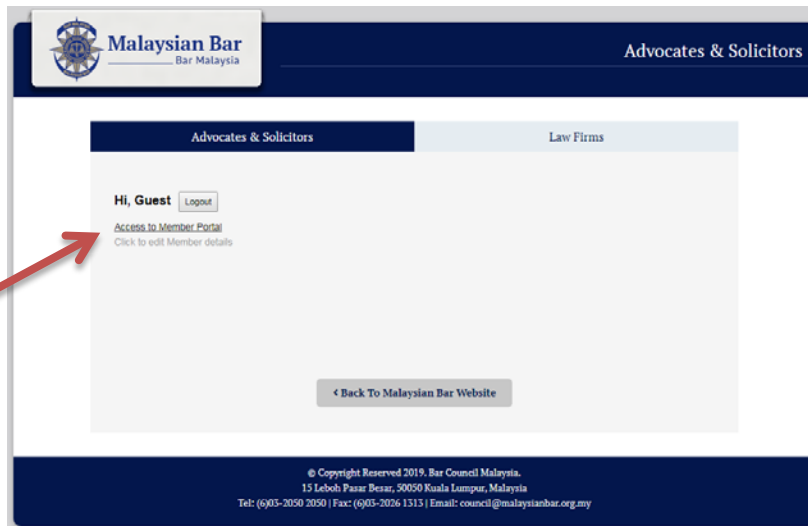 Malaysian Bar
Bar Malaysia
Advocates & Solicitors
Advocates & Solicitors
Law Firms
Hi, Guest
Logout
Access to Member Portal
Click to edit Member details
‹ Back To Malaysian Bar Website
© Copyright Reserved 2019. Bar Council Malaysia.
15 Leboh Pasar Besar, 50050 Kuala Lumpur, Malaysia
Tel: (6)03-2050 2050 | Fax: (6)03-2026 1313 | Email: council@malaysianbar.org.my